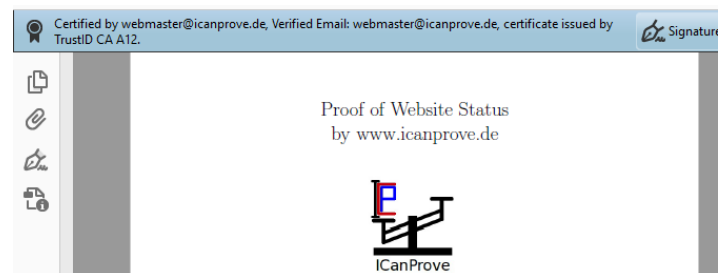 Certified by webmaster@icanprove.de, Verified Email: webmaster@icanprove.de, certificate issued by
TrustID CA A12.
Signature
Proof of Website Status
by www.icanprove.de
ICanProve